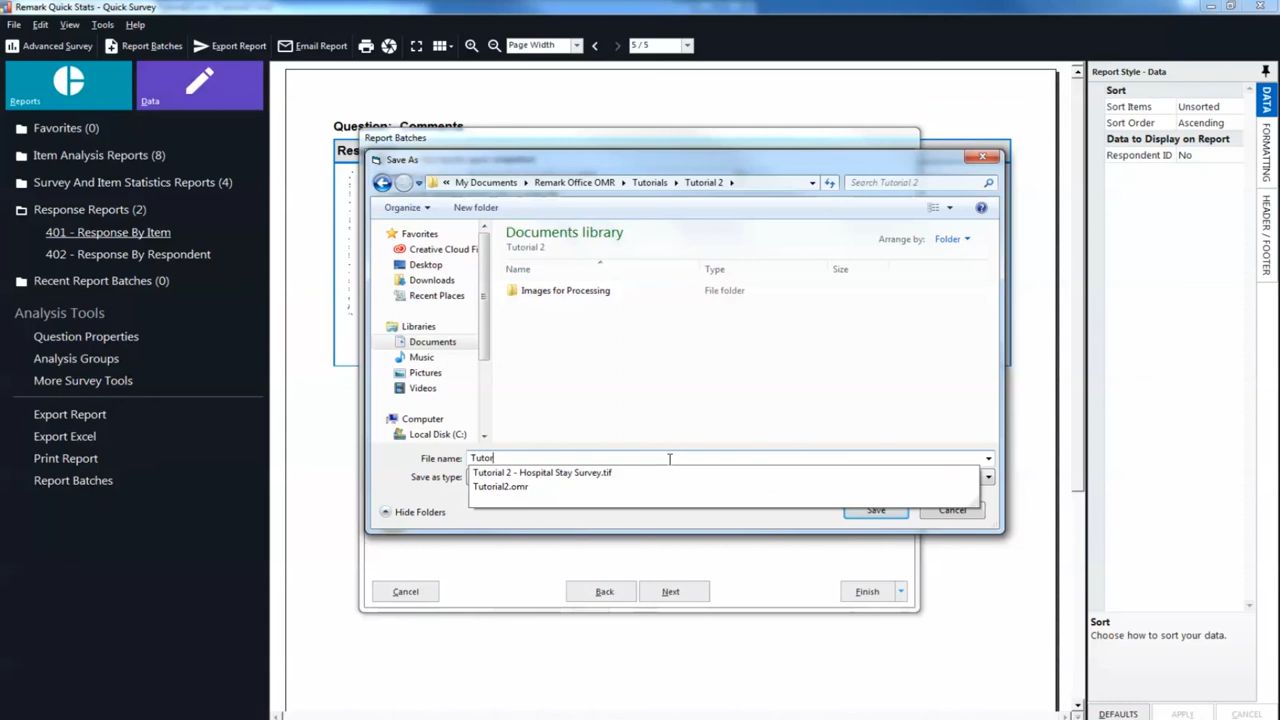 Remark Quick Stats - Quick Survey
File Edit View Tools Help
Advanced Survey Report Batches Export Report Email Report Page Width 5 / 5
Reports
Data
Favorites (0)
Item Analysis Reports (8)
Survey And Item Statistics Reports (4)
Response Reports (2)
401 - Response By Item
402 - Response By Respondent
Recent Report Batches (0)
Analysis Tools
Question Properties
Analysis Groups
More Survey Tools
Export Report
Export Excel
Print Report
Report Batches
Question: Comments
Res
Report Batches
Save As
« My Documents Remark Office OMR Tutorials Tutorial 2
Search Tutorial 2
Organize New folder
Favorites
Creative Cloud Fi
Desktop
Downloads
Recent Places
Libraries
Documents
Music
Pictures
Videos
Computer
Local Disk (C:)
Documents library
Tutorial 2
Arrange by: Folder
Name Type Size
Images for Processing File folder
File name: Tutor
Save as type:
Tutorial 2 - Hospital Stay Survey.tif
Tutorial2.omr
Hide Folders
Save Cancel
Cancel Back Next Finish
Report Style - Data
Sort
Sort Items Unsorted
Sort Order Ascending
Data to Display on Report
Respondent ID No
DATA
FORMATTING
HEADER / FOOTER
Sort
Choose how to sort your data.
DEFAULTS APPLY CANCEL